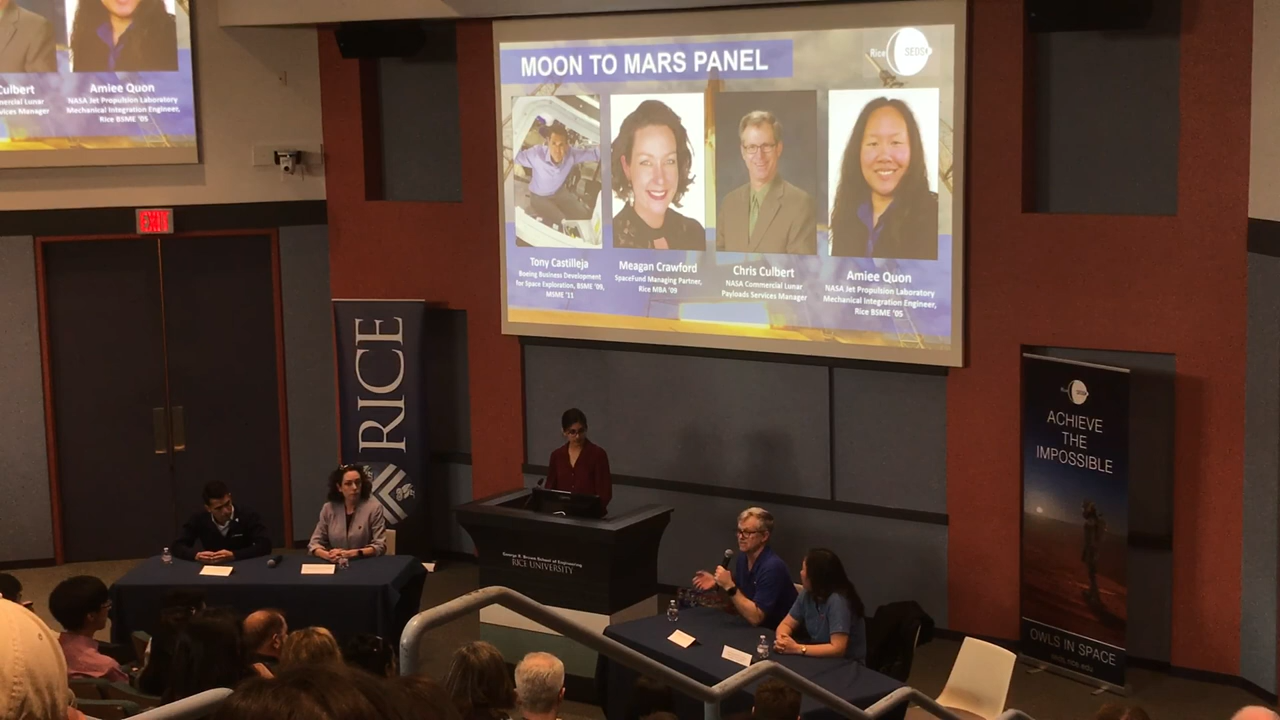 Culbert
mercial Lunar
vices Manager
Amiee Quon
NASA Jet Propulsion Laboratory
Mechanical Integration Engineer,
Rice BSME '05
EXIT
MOON TO MARS PANEL
Rice SEDS
Tony Castilleja
Boeing Business Development
for Space Exploration, BSME '09,
MSME '11
Meagan Crawford
SpaceFund Managing Partner,
Rice MBA '09
Chris Culbert
NASA Commercial Lunar
Payloads Services Manager
Amiee Quon
NASA Jet Propulsion Laboratory
Mechanical Integration Engineer,
Rice BSME '05
RICE
George R. Brown School of Engineering
RICE UNIVERSITY
Rice SEDS
ACHIEVE
THE
IMPOSSIBLE
OWLS IN SPACE